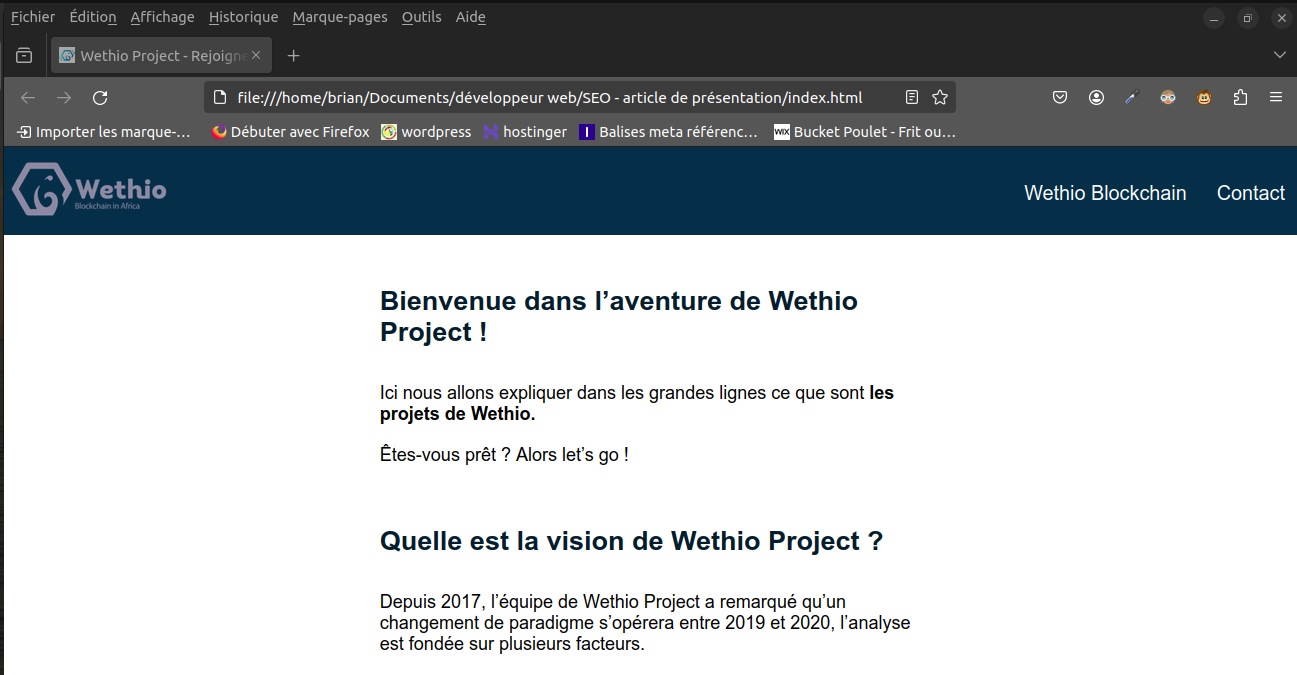 Fichier Édition Affichage Historique Marque-pages Outils Aide
Wethio Project - Rejoigne
file:///home/brian/Documents/développeur web/SEO - article de présentation/index.html
Importer les marque-… Débuter avec Firefox wordpress hostinger Balises meta référenc… WIX Bucket Poulet - Frit ou…
Wethio
Blockchain in Africa
Wethio Blockchain Contact
Bienvenue dans l’aventure de Wethio
Project !
Ici nous allons expliquer dans les grandes lignes ce que sont les
projets de Wethio.
Êtes-vous prêt ? Alors let’s go !
Quelle est la vision de Wethio Project ?
Depuis 2017, l’équipe de Wethio Project a remarqué qu’un
changement de paradigme s’opérera entre 2019 et 2020, l’analyse
est fondée sur plusieurs facteurs.